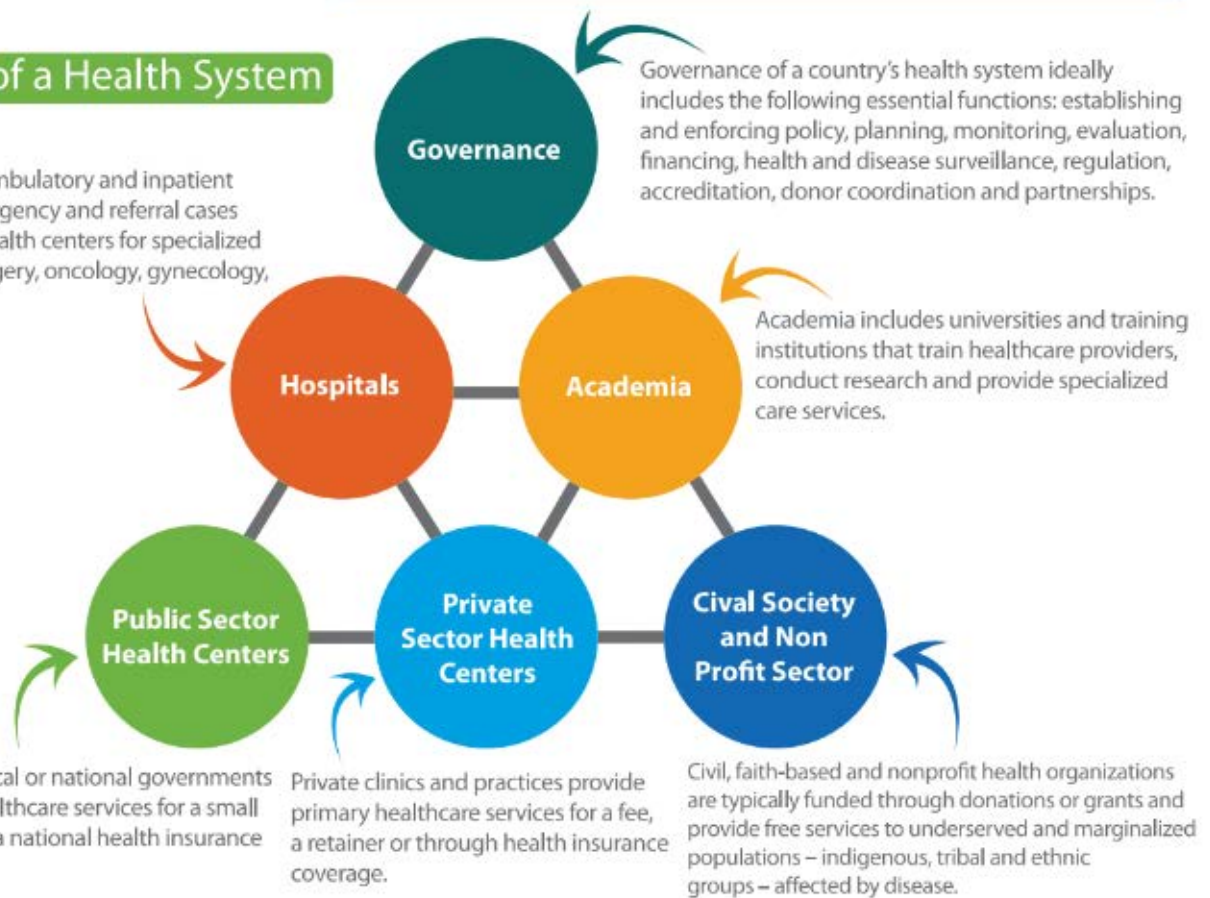 of a Health System
Governance
Governance of a country's health system ideally
includes the following essential functions: establishing
and enforcing policy, planning, monitoring, evaluation,
financing, health and disease surveillance, regulation,
accreditation, donor coordination and partnerships.
and inpatient
and referral cases
health centers for specialized
oncology, gynecology,
Hospitals
Academia
Academia includes universities and training
institutions that train healthcare providers,
conduct research and provide specialized
care services.
Public Sector
Health Centers
Private
Sector Health
Centers
Cival Society
and Non
Profit Sector
or national governments
services for a small
a national health insurance
Private clinics and practices provide
primary healthcare services for a fee,
a retainer or through health insurance
coverage.
Civil, faith-based and nonprofit health organizations
are typically funded through donations or grants and
provide free services to underserved and marginalized
populations – indigenous, tribal and ethnic
groups – affected by disease.